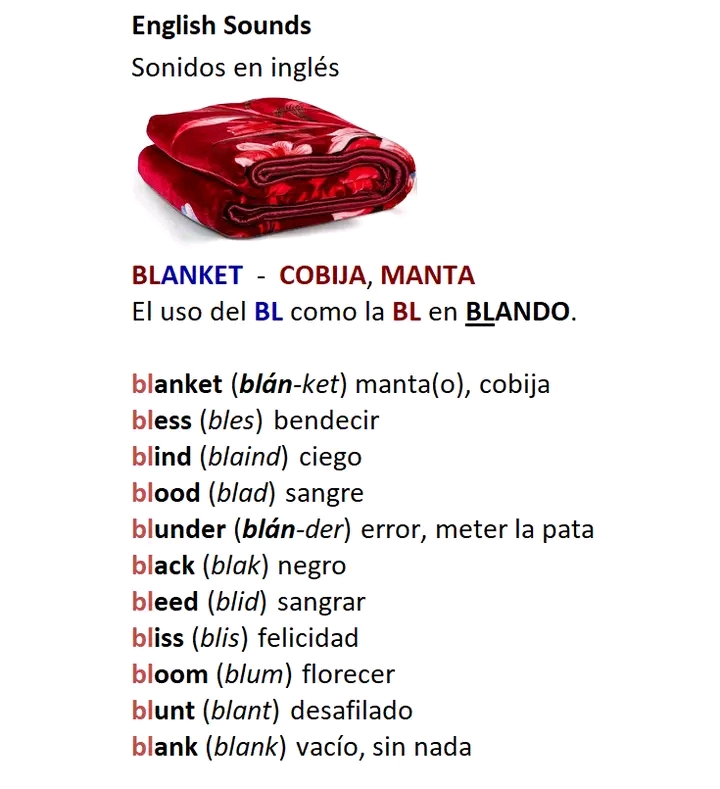 English Sounds
Sonidos en inglés
BLANKET - COBIJA, MANTA
El uso del BL como la BL en BLANDO.
blanket (blán-ket) manta(o), cobija
bless (bles) bendecir
blind (blaind) ciego
blood (blad) sangre
blunder (blán-der) error, meter la pata
black (blak) negro
bleed (blid) sangrar
bliss (blis) felicidad
bloom (blum) florecer
blunt (blant) desafilado
blank (blank) vacío, sin nada